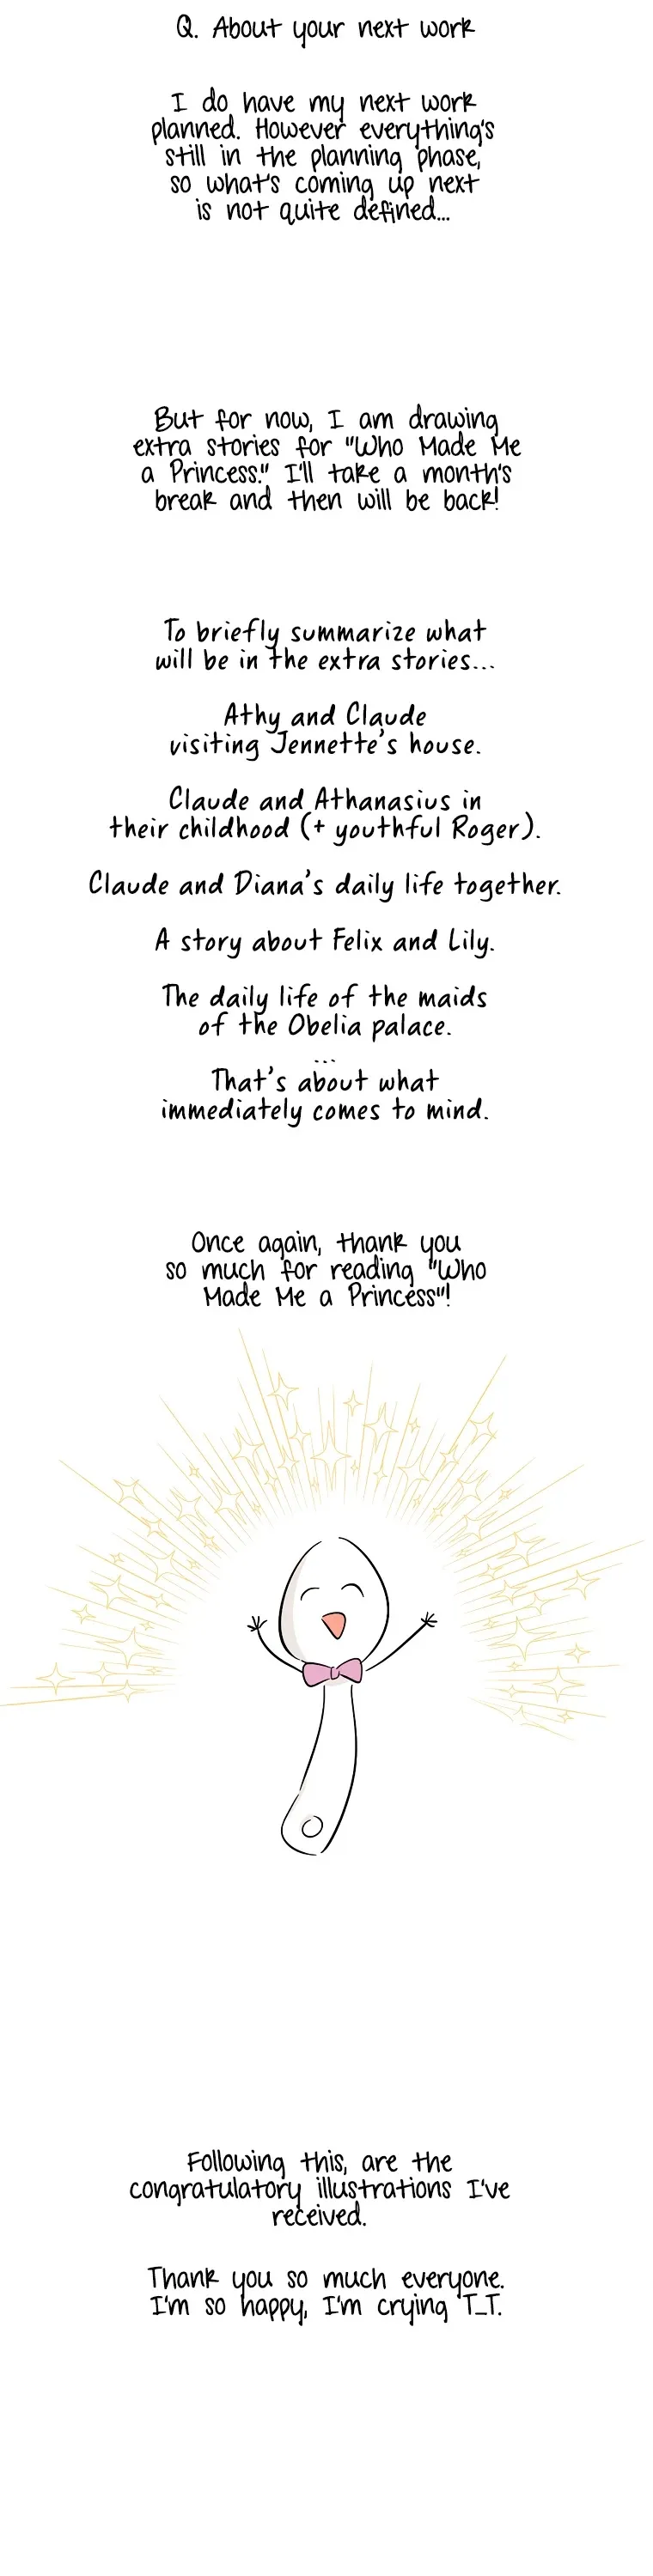 Q. About your next work
I do have my next work
planned. However everything's
still in the planning phase,
so what's coming up next
is not quite defined...
But for now, I am drawing
extra stories for "Who Made Me
a Princess." I'll take a month's
break and then will be back!
To briefly summarize what
will be in the extra stories...
Athy and Claude
visiting Jennette's house.
Claude and Athanasius in
their childhood (+ youthful Roger).
Claude and Diana's daily life together.
A story about Felix and Lily.
The daily life of the maids
of the Obelia palace.
...
That's about what
immediately comes to mind.
Once again, thank you
so much for reading "Who
Made Me a Princess"!
Following this, are the
congratulatory illustrations I've
received.
Thank you so much everyone.
I'm so happy, I'm crying T_T.